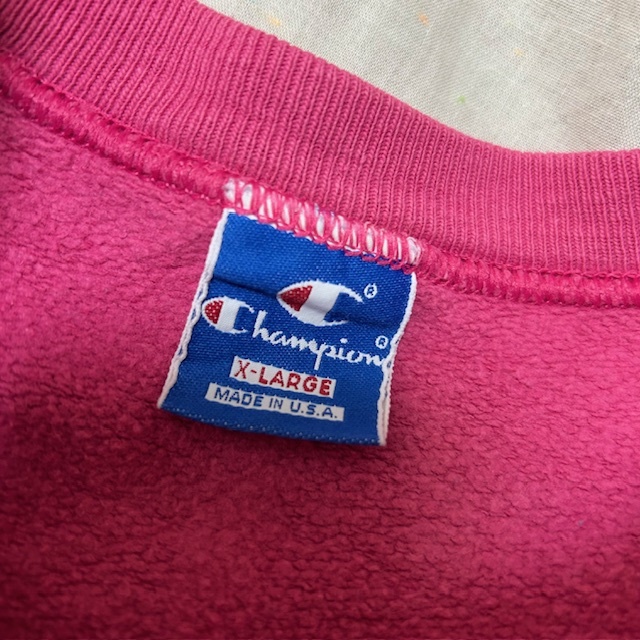 ®
Champion®
X-LARGE
MADE IN U.S.A.